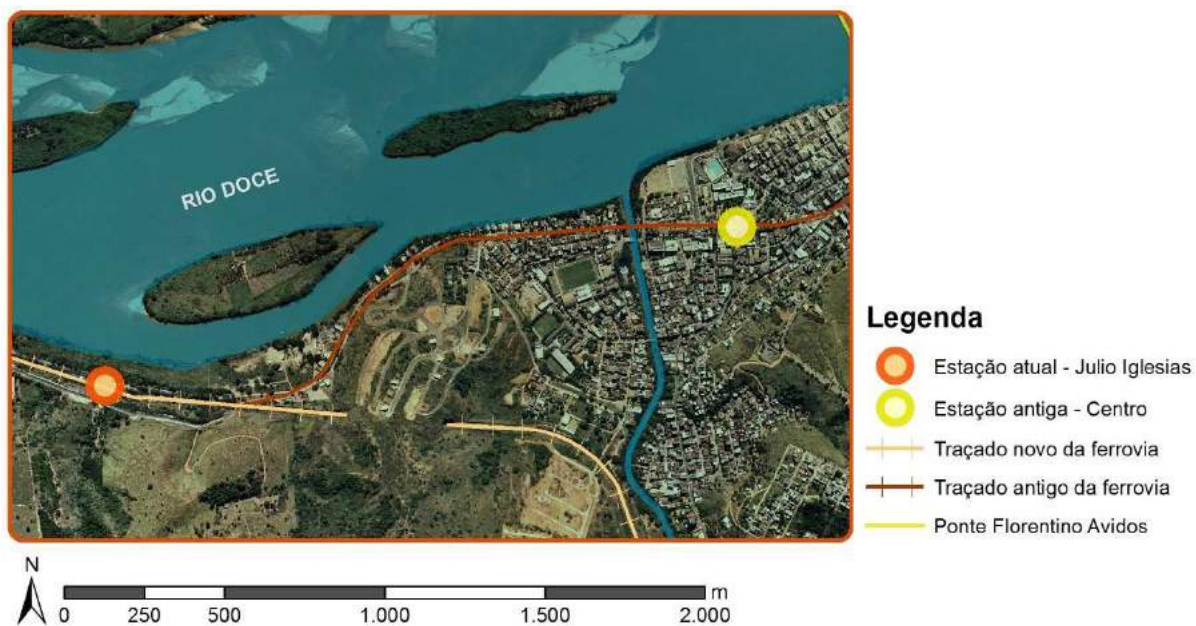 RIO DOCE
Legenda
Estação atual - Julio Iglesias
Estação antiga - Centro
Traçado novo da ferrovia
Traçado antigo da ferrovia
Ponte Florentino Avidos
N
m
0 250 500 1.000 1.500 2.000